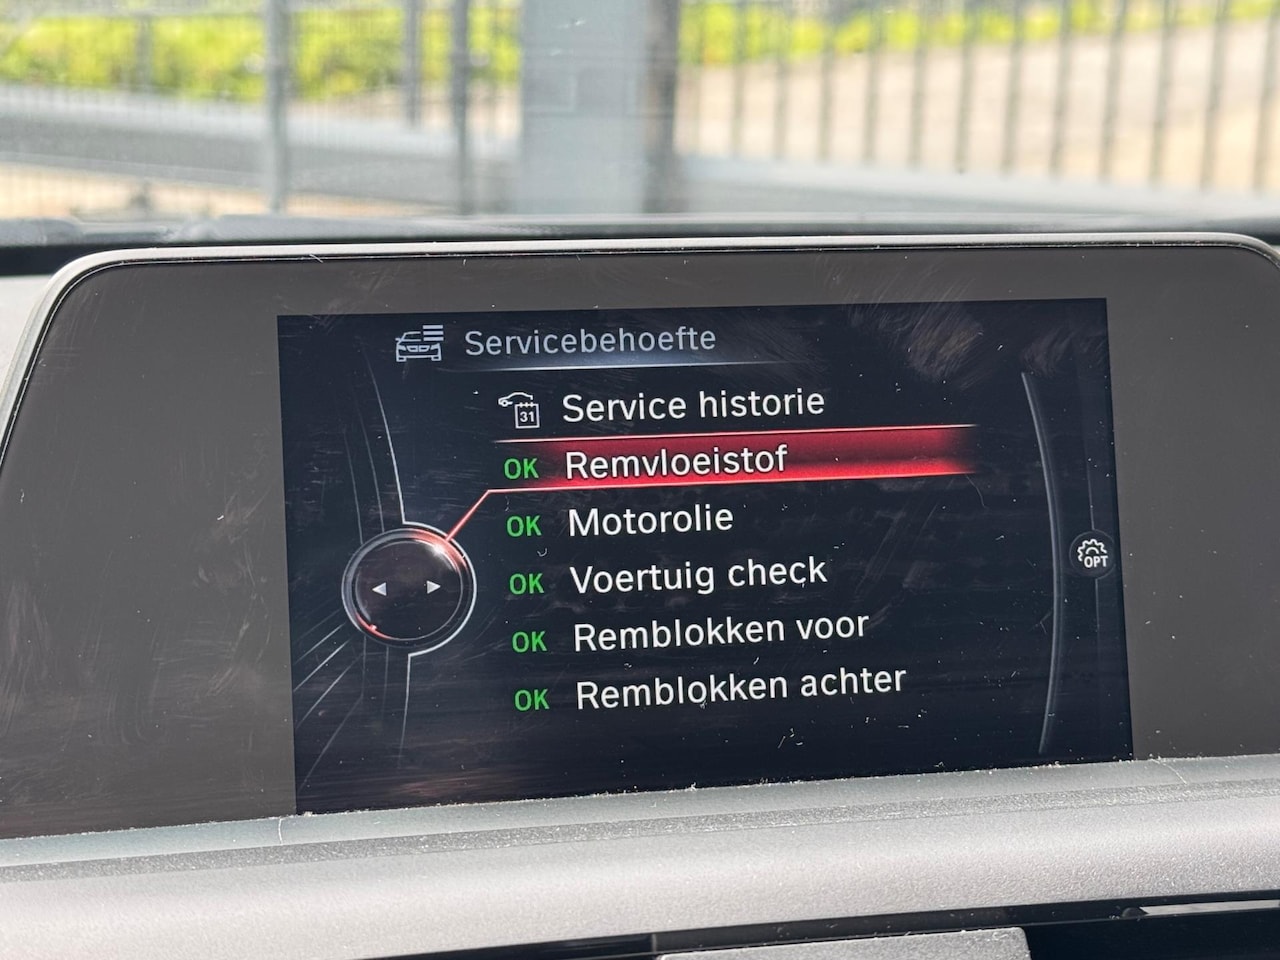 Servicebehoefte
31 Service historie
OK Remvloeistof
OK Motorolie
OK Voertuig check
OK Remblokken voor
OK Remblokken achter
OPT